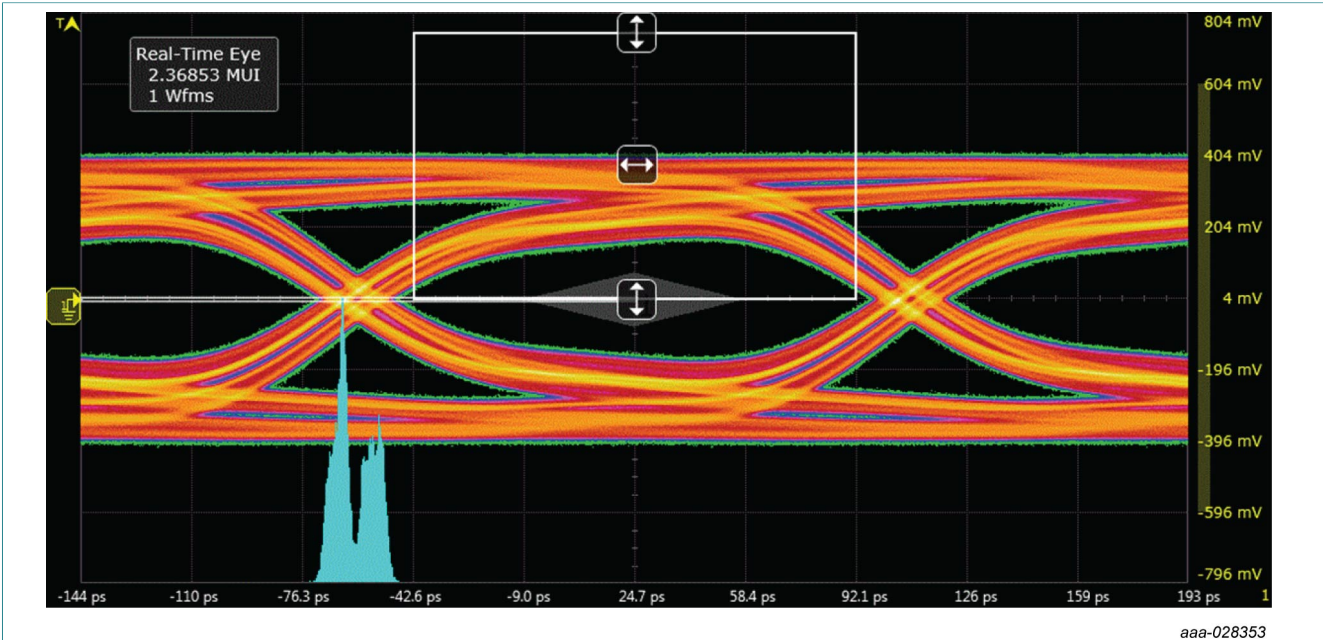 T
804 mV
Real-Time Eye
2.36853 MUI
1 Wfms
604 mV
404 mV
204 mV
1
4 mV
-196 mV
-396 mV
-596 mV
-796 mV
-144 ps -110 ps -76.3 ps -42.6 ps -9.0 ps 24.7 ps 58.4 ps 92.1 ps 126 ps 159 ps 193 ps 1
aaa-028353